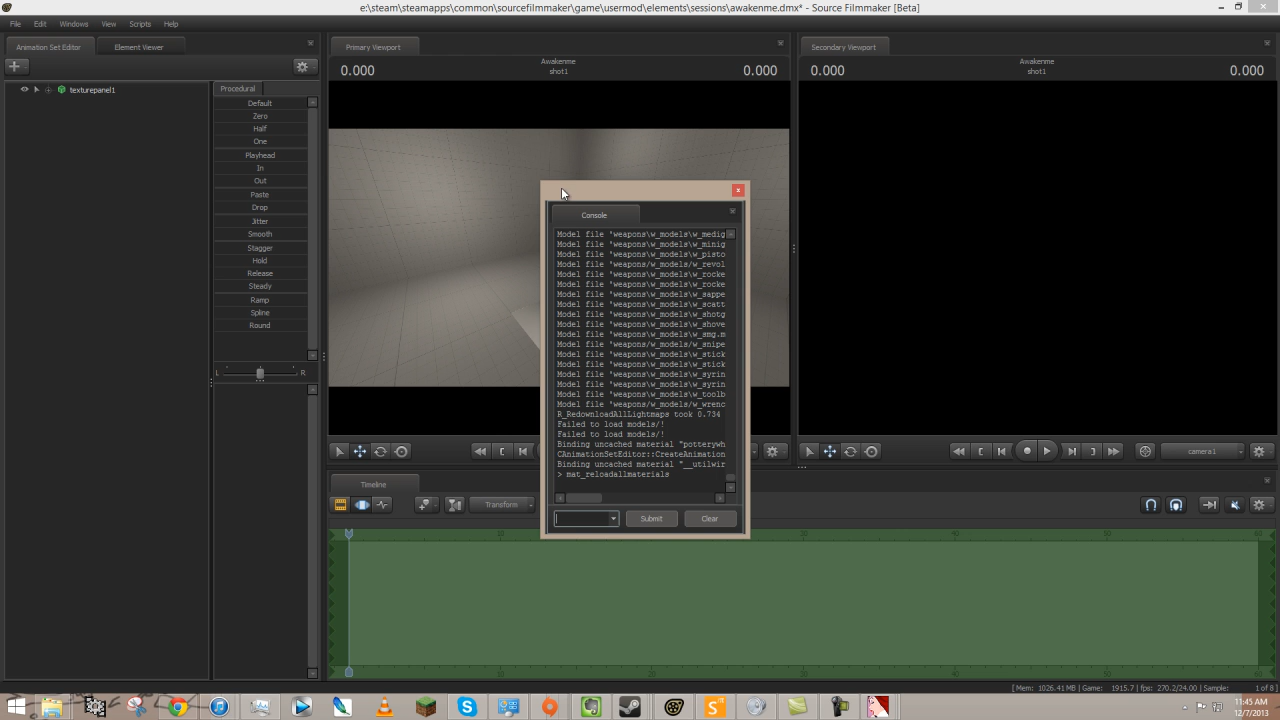 e:\steam\steamapps\common\sourcefilmmaker\game\usermod\elements\sessions\awakenme.dmx* - Source Filmmaker [Beta]
File Edit Windows View Scripts Help
Animation Set Editor Element Viewer
Primary Viewport
Secondary Viewport
0.000 Awakenme 0.000
shot1
0.000 Awakenme 0.000
shot1
texturepanel1
Procedural
Default
Zero
Half
One
Playhead
In
Out
Paste
Drop
Jitter
Smooth
Stagger
Hold
Release
Steady
Ramp
Spline
Round
L R
Console
Model file 'weapons\w_models\w_medig
Model file 'weapons\w_models\w_minig
Model file 'weapons\w_models\w_pisto
Model file 'weapons/w_models\w_revol
Model file 'weapons\w_models\w_rocke
Model file 'weapons\w_models\w_rocke
Model file 'weapons\w_models\w_sappe
Model file 'weapons\w_models\w_scatt
Model file 'weapons\w_models\w_shotg
Model file 'weapons\w_models\w_shove
Model file 'weapons\w_models\w_smg.m
Model file 'weapons\w_models/w_snipe
Model file 'weapons\w_models\w_stick
Model file 'weapons\w_models\w_stick
Model file 'weapons\w_models\w_syrin
Model file 'weapons\w_models\w_syrin
Model file 'weapons\w_models\w_toolb
Model file 'weapons/w_models/w_wrenc
R_RedownloadAllLightmaps took 0.734
Failed to load models/!
Failed to load models/!
Binding uncached material "potterywh
CAnimationSetEditor::CreateAnimation
Binding uncached material "__utilwir
> mat_reloadallmaterials
Submit Clear
camera1
Timeline
Transform
[Mem: 1026.41 MB | Game: 1915.7 | fps: 270.2/24.00 | Sample: 1 of 8]
11:45 AM
12/7/2013